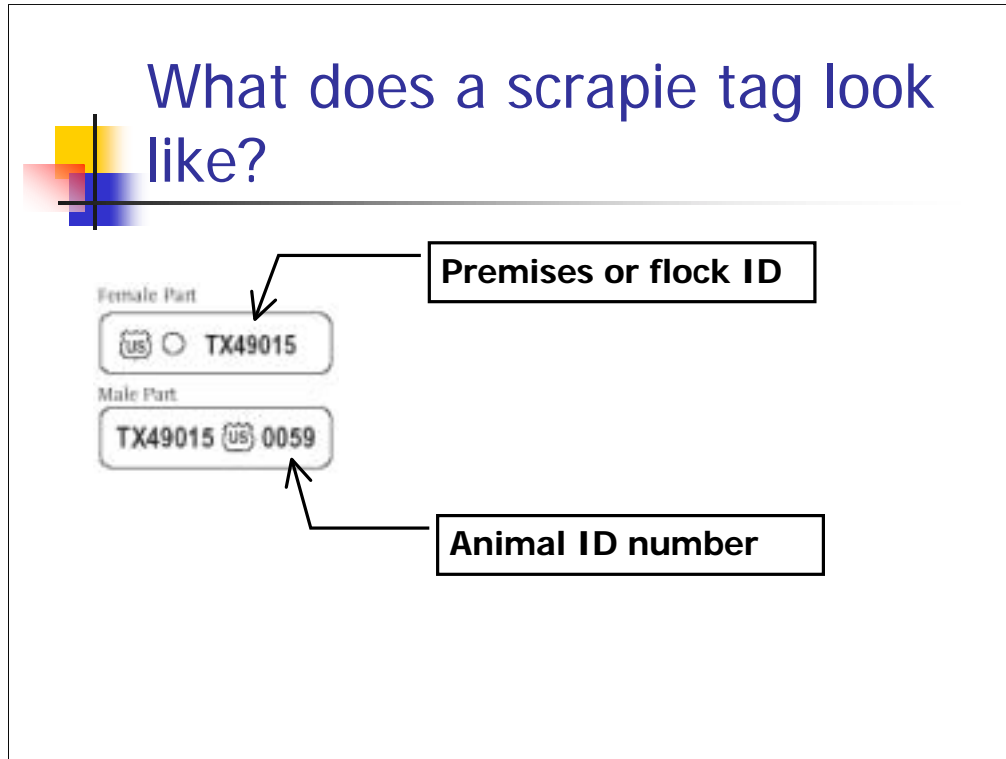 What does a scrapie tag look
like?
Premises or flock ID
Female Part
US TX49015
Male Part
TX49015 US 0059
Animal ID number